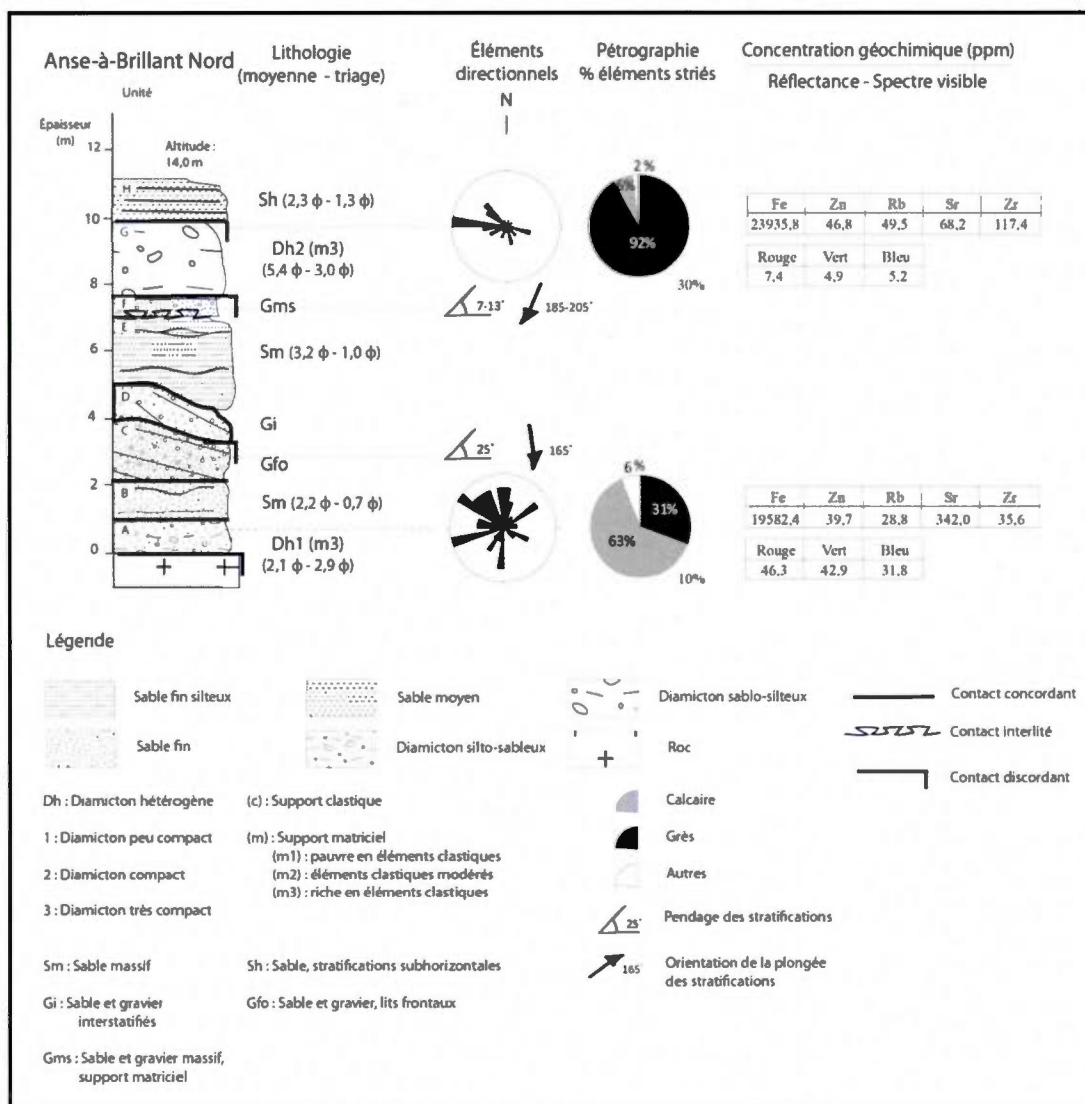 Anse-à-Brillant Nord
Lithologie
(moyenne - triage)
Éléments
directionnels
Pétrographie
% éléments striés
Concentration géochimique (ppm)
Réflectance - Spectre visible
Unité
N
Épaisseur
(m)
12
Altitude :
14,0 m
H
Sh (2,3 ϕ - 1,3 ϕ)
2 %
6%
92%
30%
Fe Zn Rb Sr Zr
23935,8 46,8 49,5 68,2 117,4
Rouge Vert Bleu
7,4 4,9 5,2
10
G
Dh2 (m3)
(5,4 ϕ - 3,0 ϕ)
8
F
Gms
7-13°
185-205°
E
6
Sm (3,2 ϕ - 1,0 ϕ)
D
4
Gi
C
25°
165°
Gfo
2
B
Sm (2,2 ϕ - 0,7 ϕ)
6 %
31%
63%
10%
Fe Zn Rb Sr Zr
19582,4 39,7 28,8 342,0 35,6
Rouge Vert Bleu
46,3 42,9 31,8
A
0
Dh1 (m3)
(2,1 ϕ - 2,9 ϕ)
Légende
Sable fin silteux
Sable moyen
Diamicton sablo-silteux
Contact concordant
Sable fin
Diamicton silto-sableux
Roc
Contact interlité
Contact discordant
Dh : Diamicton hétérogène
(c) : Support clastique
Calcaire
1 : Diamicton peu compact
(m) : Support matriciel
(m1) : pauvre en éléments clastiques
(m2) : éléments clastiques modérés
(m3) : riche en éléments clastiques
Grès
2 : Diamicton compact
Autres
3 : Diamicton très compact
25°
Pendage des stratifications
Sm : Sable massif
Sh : Sable, stratifications subhorizontales
165
Orientation de la plongée
des stratifications
Gi : Sable et gravier
interstatifiés
Gfo : Sable et gravier, lits frontaux
Gms : Sable et gravier massif,
support matriciel